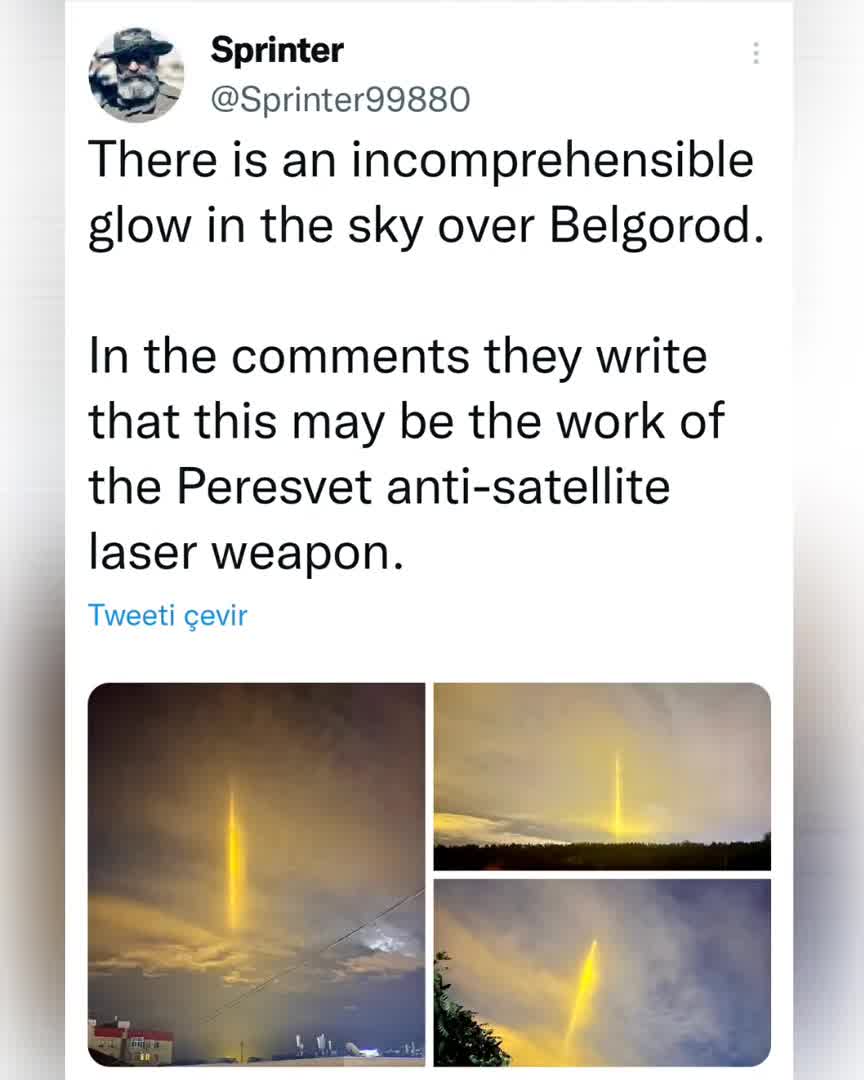 Sprinter
@Sprinter99880
There is an incomprehensible
glow in the sky over Belgorod.
In the comments they write
that this may be the work of
the Peresvet anti-satellite
laser weapon.
Tweeti çevir